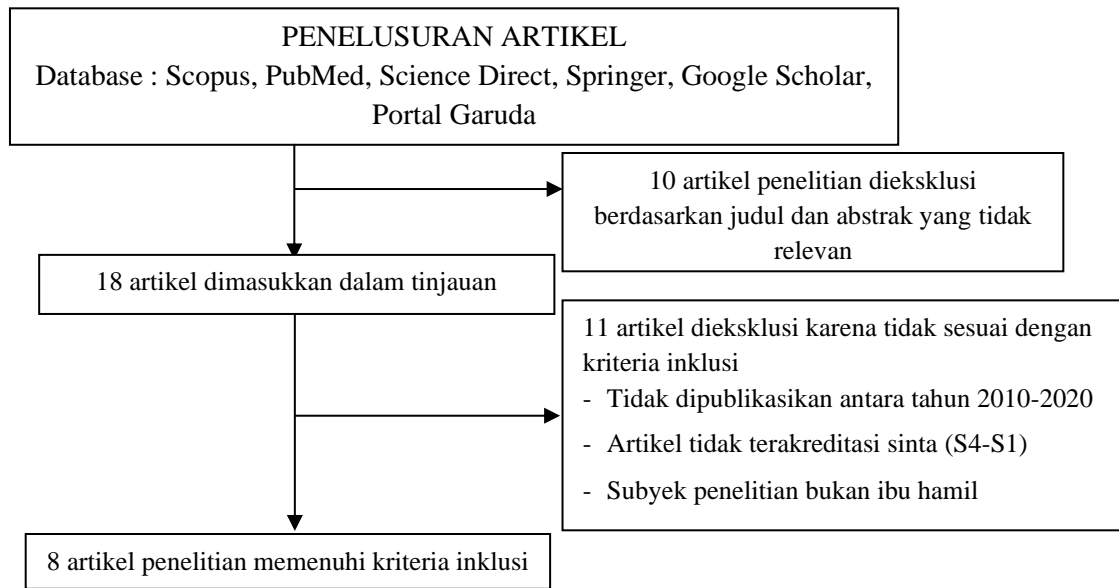 PENELUSURAN ARTIKEL
Database : Scopus, PubMed, Science Direct, Springer, Google Scholar,
Portal Garuda
10 artikel penelitian dieksklusi
berdasarkan judul dan abstrak yang tidak
relevan
18 artikel dimasukkan dalam tinjauan
11 artikel dieksklusi karena tidak sesuai dengan
kriteria inklusi
- Tidak dipublikasikan antara tahun 2010-2020
- Artikel tidak terakreditasi sinta (S4-S1)
- Subyek penelitian bukan ibu hamil
8 artikel penelitian memenuhi kriteria inklusi